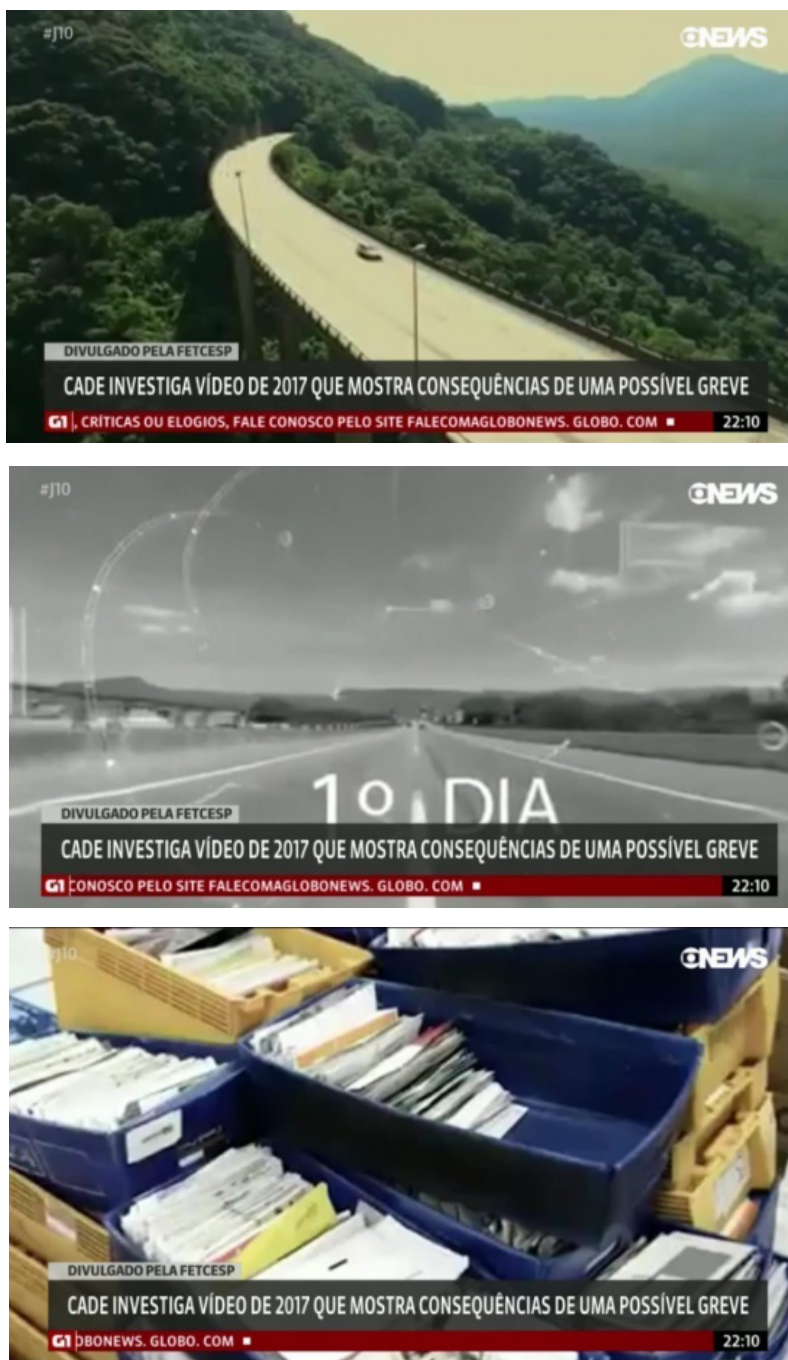 #J10
NEWS
DIVULGADO PELA FETCESP
CADE INVESTIGA VÍDEO DE 2017 QUE MOSTRA CONSEQUÊNCIAS DE UMA POSSÍVEL GREVE
G1 , CRÍTICAS OU ELOGIOS, FALE CONOSCO PELO SITE FALECOMAGLOBONEWS. GLOBO. COM 22:10
#J10
NEWS
1º DIA
DIVULGADO PELA FETCESP
CADE INVESTIGA VÍDEO DE 2017 QUE MOSTRA CONSEQUÊNCIAS DE UMA POSSÍVEL GREVE
G1 CONOSCO PELO SITE FALECOMAGLOBONEWS. GLOBO. COM 22:10
#J10
NEWS
DIVULGADO PELA FETCESP
CADE INVESTIGA VÍDEO DE 2017 QUE MOSTRA CONSEQUÊNCIAS DE UMA POSSÍVEL GREVE
G1 OBONEWS. GLOBO. COM 22:10